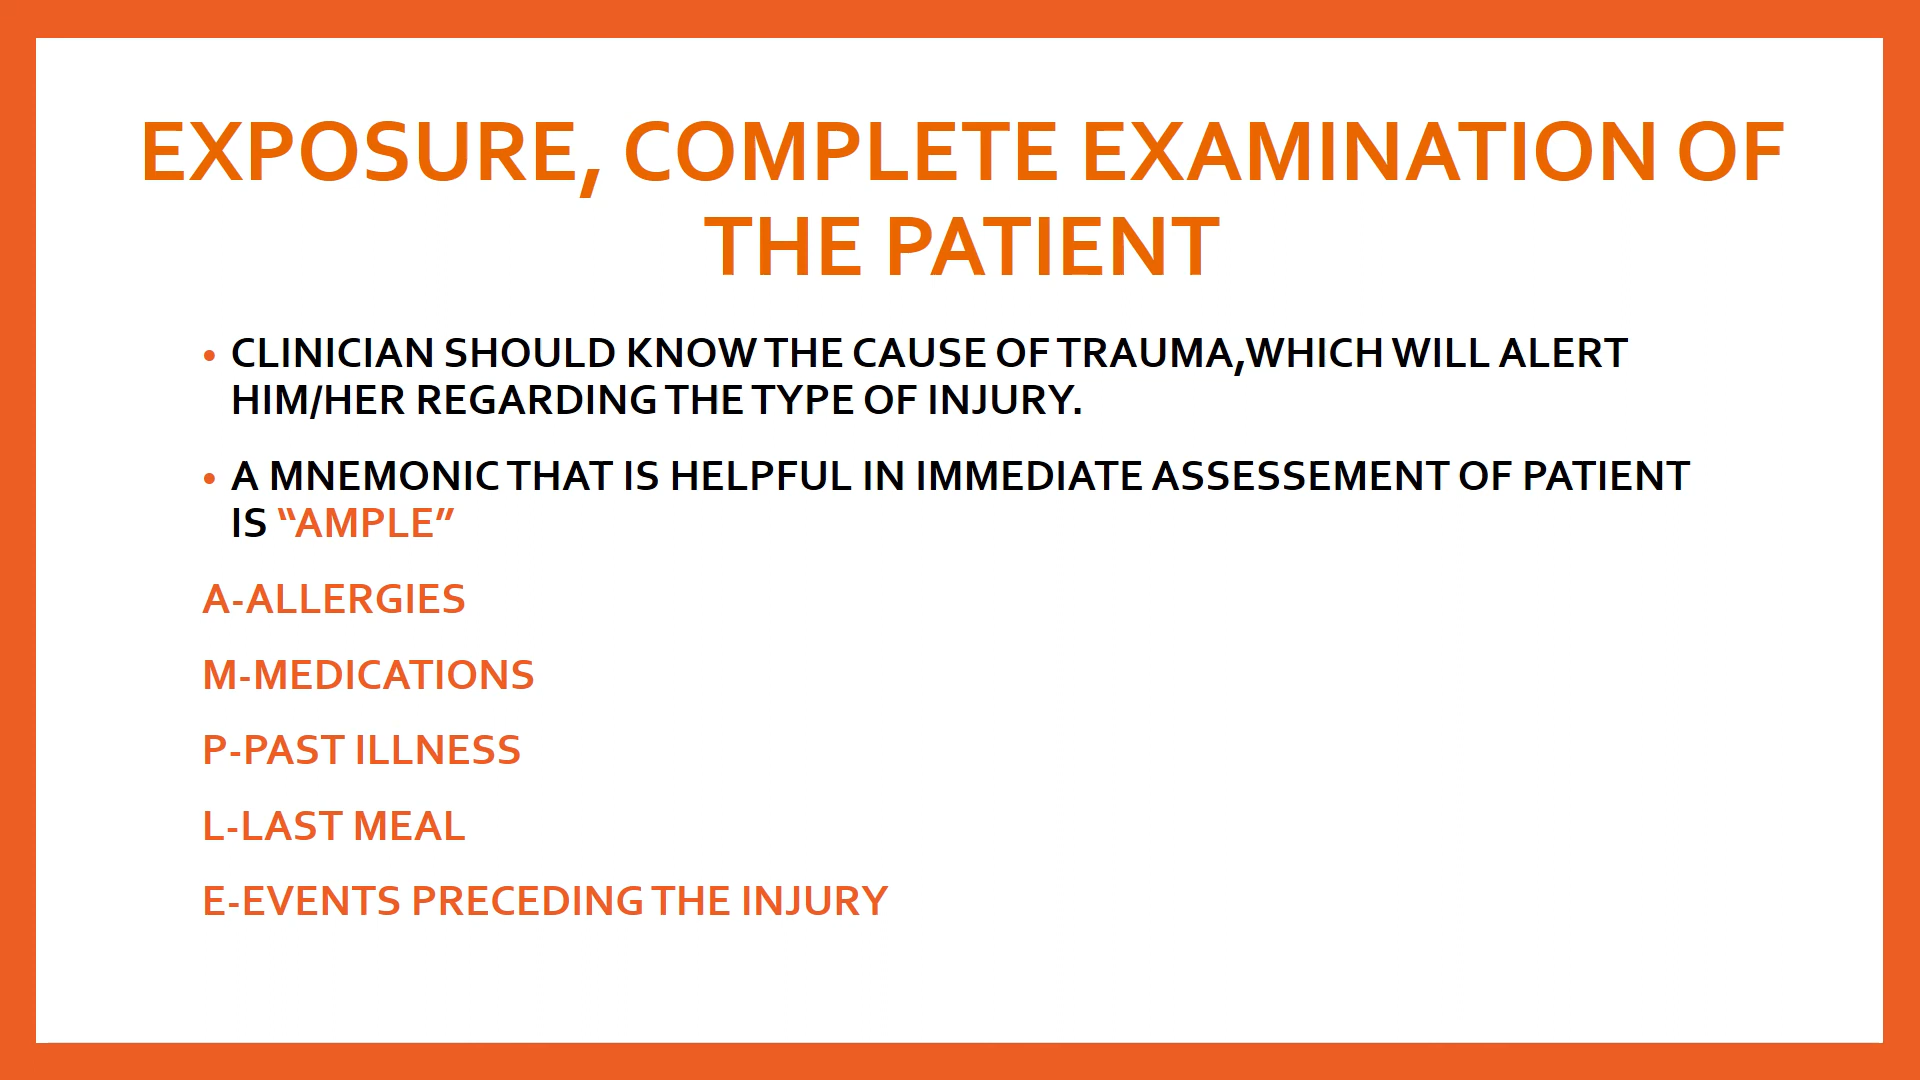 EXPOSURE, COMPLETE EXAMINATION OF
THE PATIENT
• CLINICIAN SHOULD KNOW THE CAUSE OF TRAUMA,WHICH WILL ALERT
HIM/HER REGARDING THE TYPE OF INJURY.
• A MNEMONIC THAT IS HELPFUL IN IMMEDIATE ASSESSEMENT OF PATIENT
IS “AMPLE”
A-ALLERGIES
M-MEDICATIONS
P-PAST ILLNESS
L-LAST MEAL
E-EVENTS PRECEDING THE INJURY